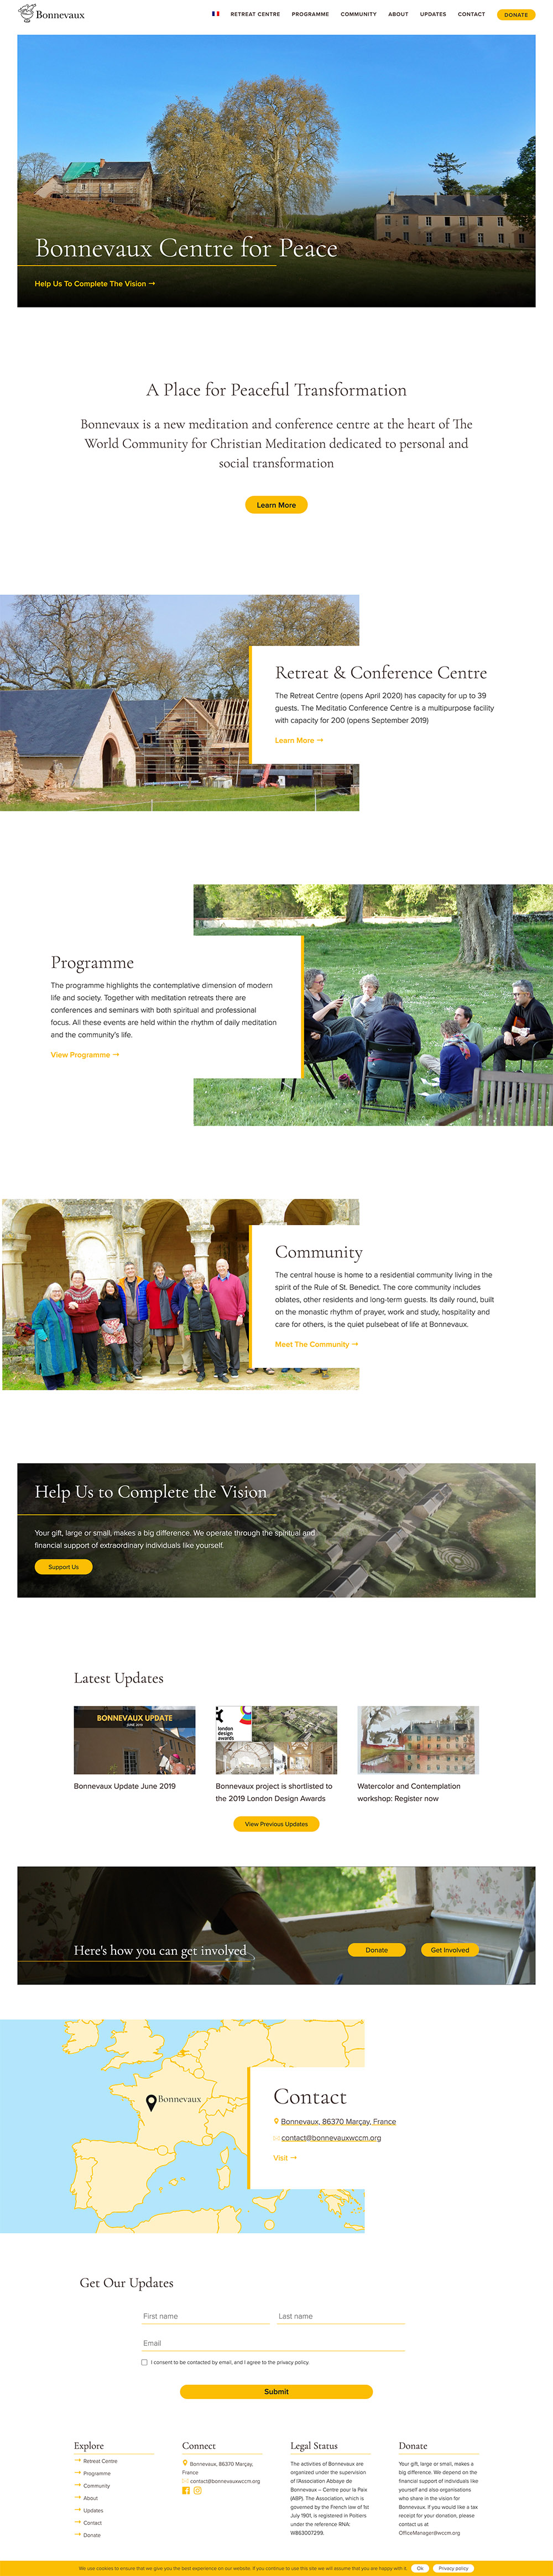 Bonnevaux
RETREAT CENTRE PROGRAMME COMMUNITY ABOUT UPDATES CONTACT DONATE
Bonnevaux Centre for Peace
Help Us To Complete The Vision →
A Place for Peaceful Transformation
Bonnevaux is a new meditation and conference centre at the heart of The
World Community for Christian Meditation dedicated to personal and
social transformation
Learn More
Retreat & Conference Centre
The Retreat Centre (opens April 2020) has capacity for up to 39
guests. The Meditatio Conference Centre is a multipurpose facility
with capacity for 200 (opens September 2019)
Learn More →
Programme
The programme highlights the contemplative dimension of modern
life and society. Together with meditation retreats there are
conferences and seminars with both spiritual and professional
focus. All these events are held within the rhythm of daily meditation
and the community's life.
View Programme →
Community
The central house is home to a residential community living in the
spirit of the Rule of St. Benedict. The core community includes
oblates, other residents and long-term guests. Its daily round, built
on the monastic rhythm of prayer, work and study, hospitality and
care for others, is the quiet pulsebeat of life at Bonnevaux.
Meet The Community →
Help Us to Complete the Vision
Your gift, large or small, makes a big difference. We operate through the spiritual and
financial support of extraordinary individuals like yourself.
Support Us
Latest Updates
BONNEVAUX UPDATE
JUNE 2019
london
design
awards
Bonnevaux Update June 2019
Bonnevaux project is shortlisted to
the 2019 London Design Awards
Watercolor and Contemplation
workshop: Register now
View Previous Updates
Here's how you can get involved
Donate
Get Involved
Bonnevaux
Contact
Bonnevaux, 86370 Marçay, France
contact@bonnevauxwccm.org
Visit →
Get Our Updates
First name
Last name
Email
I consent to be contacted by email, and I agree to the privacy policy.
Submit
Explore
→ Retreat Centre
→ Programme
→ Community
→ About
→ Updates
→ Contact
→ Donate
Connect
Bonnevaux, 86370 Marçay,
France
contact@bonnevauxwccm.org
Legal Status
The activities of Bonnevaux are
organized under the supervision
of l'Association Abbaye de
Bonnevaux – Centre pour la Paix
(ABP). The Association, which is
governed by the French law of 1st
July 1901, is registered in Poitiers
under the reference RNA:
W863007299.
Donate
Your gift, large or small, makes a
big difference. We depend on the
financial support of individuals like
yourself and also organisations
who share in the vision for
Bonnevaux. If you would like a tax
receipt for your donation, please
contact us at
OfficeManager@wccm.org
We use cookies to ensure that we give you the best experience on our website. If you continue to use this site we will assume that you are happy with it.
Ok
Privacy policy